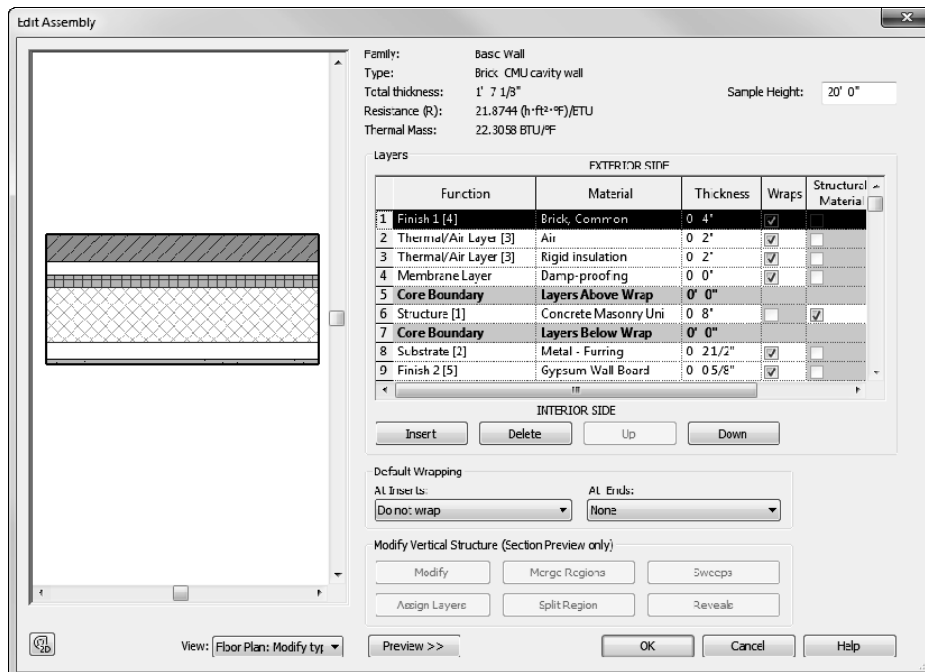 Edit Assembly
Family: Basic Wall
Type: Brick CMU cavity wall
Total thickness: 1' 7 1/8"
Resistance (R): 21.8744 (h·ft²·°F)/BTU
Thermal Mass: 22.3058 BTU/°F
Sample Height: 20' 0"
Layers
EXTERIOR SIDE
Function Material Thickness Wraps Structural Material
1 Finish 1 [4] Brick, Common 0 4"
2 Thermal/Air Layer [3] Air 0 2"
3 Thermal/Air Layer [3] Rigid insulation 0 2"
4 Membrane Layer Damp-proofing 0 0"
5 Core Boundary Layers Above Wrap 0' 0"
6 Structure [1] Concrete Masonry Uni 0 8"
7 Core Boundary Layers Below Wrap 0' 0"
8 Substrate [2] Metal - Furring 0 2 1/2"
9 Finish 2 [5] Gypsum Wall Board 0 0 5/8"
INTERIOR SIDE
Insert Delete Up Down
Default Wrapping
At Inserts: At Ends:
Do not wrap None
Modify Vertical Structure (Section Preview only)
Modify Merge Regions Sweeps
Assign Layers Split Region Reveals
2D View: Floor Plan: Modify typ Preview >> OK Cancel Help